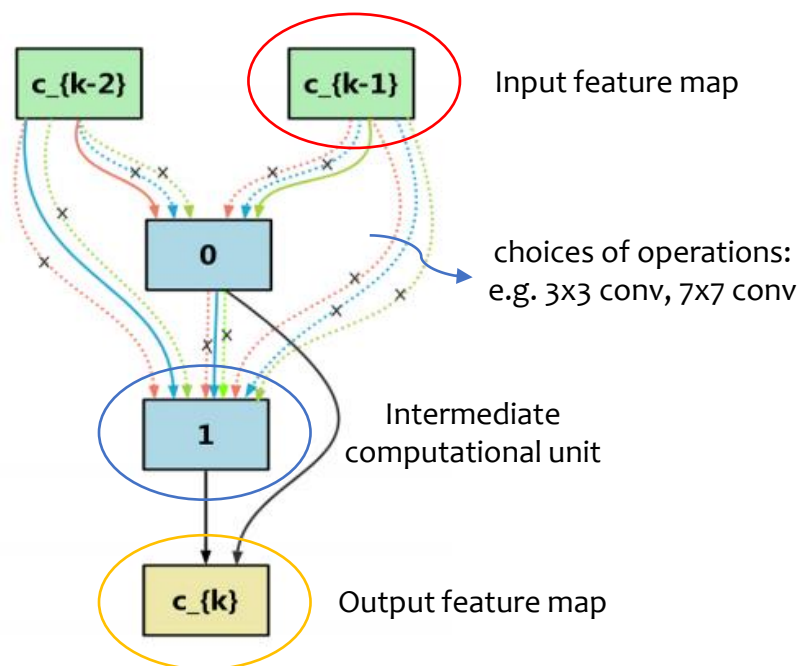 c_{k-2}
c_{k-1}
Input feature map
0
choices of operations:
e.g. 3x3 conv, 7x7 conv
1
Intermediate
computational unit
c_{k}
Output feature map